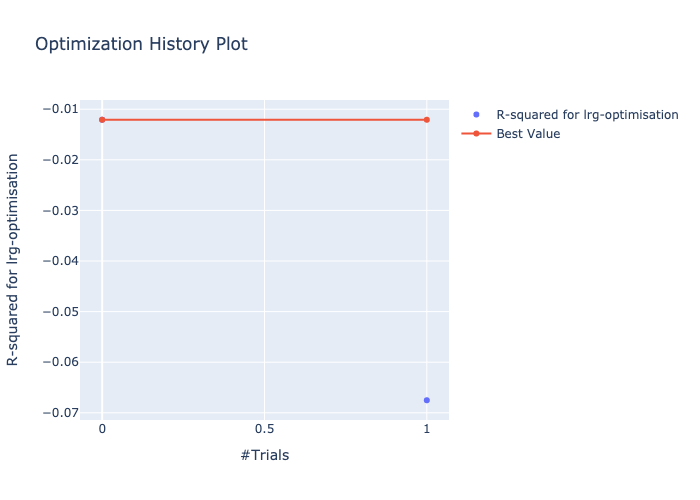 Optimization History Plot
R-squared for lrg-optimisation
−0.01
−0.02
−0.03
−0.04
−0.05
−0.06
−0.07
0
0.5
1
#Trials
R-squared for lrg-optimisation
Best Value